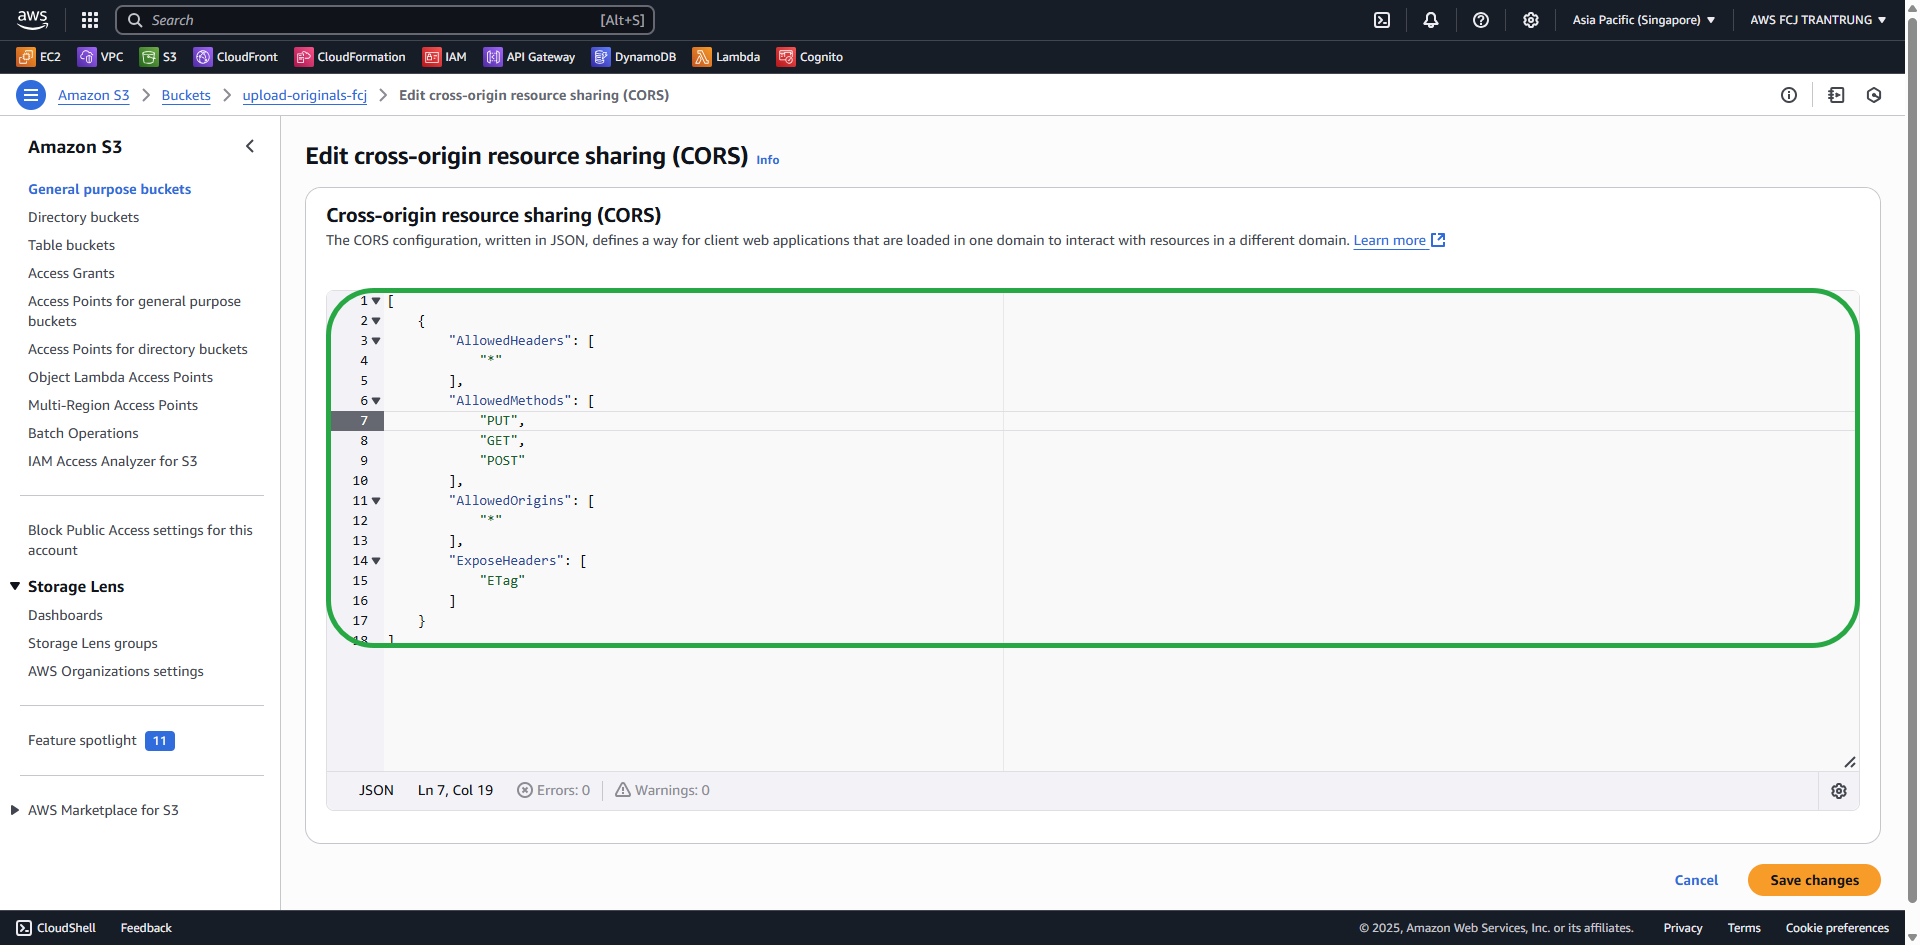 aws
Search [Alt+S]
Asia Pacific (Singapore)
AWS FCJ TRANTRUNG
EC2 VPC S3 CloudFront CloudFormation IAM API Gateway DynamoDB Lambda Cognito
Amazon S3 Buckets upload-originals-fcj Edit cross-origin resource sharing (CORS)
Amazon S3
General purpose buckets
Directory buckets
Table buckets
Access Grants
Access Points for general purpose
buckets
Access Points for directory buckets
Object Lambda Access Points
Multi-Region Access Points
Batch Operations
IAM Access Analyzer for S3
Block Public Access settings for this
account
Storage Lens
Dashboards
Storage Lens groups
AWS Organizations settings
Feature spotlight 11
AWS Marketplace for S3
Edit cross-origin resource sharing (CORS) Info
Cross-origin resource sharing (CORS)
The CORS configuration, written in JSON, defines a way for client web applications that are loaded in one domain to interact with resources in a different domain. Learn more
1 [
2 {
3 "AllowedHeaders": [
4 "*"
5 ],
6 "AllowedMethods": [
7 "PUT",
8 "GET",
9 "POST"
10 ],
11 "AllowedOrigins": [
12 "*"
13 ],
14 "ExposeHeaders": [
15 "ETag"
16 ]
17 }
18 ]
JSON Ln 7, Col 19 Errors: 0 Warnings: 0
Cancel Save changes
CloudShell Feedback © 2025, Amazon Web Services, Inc. or its affiliates. Privacy Terms Cookie preferences